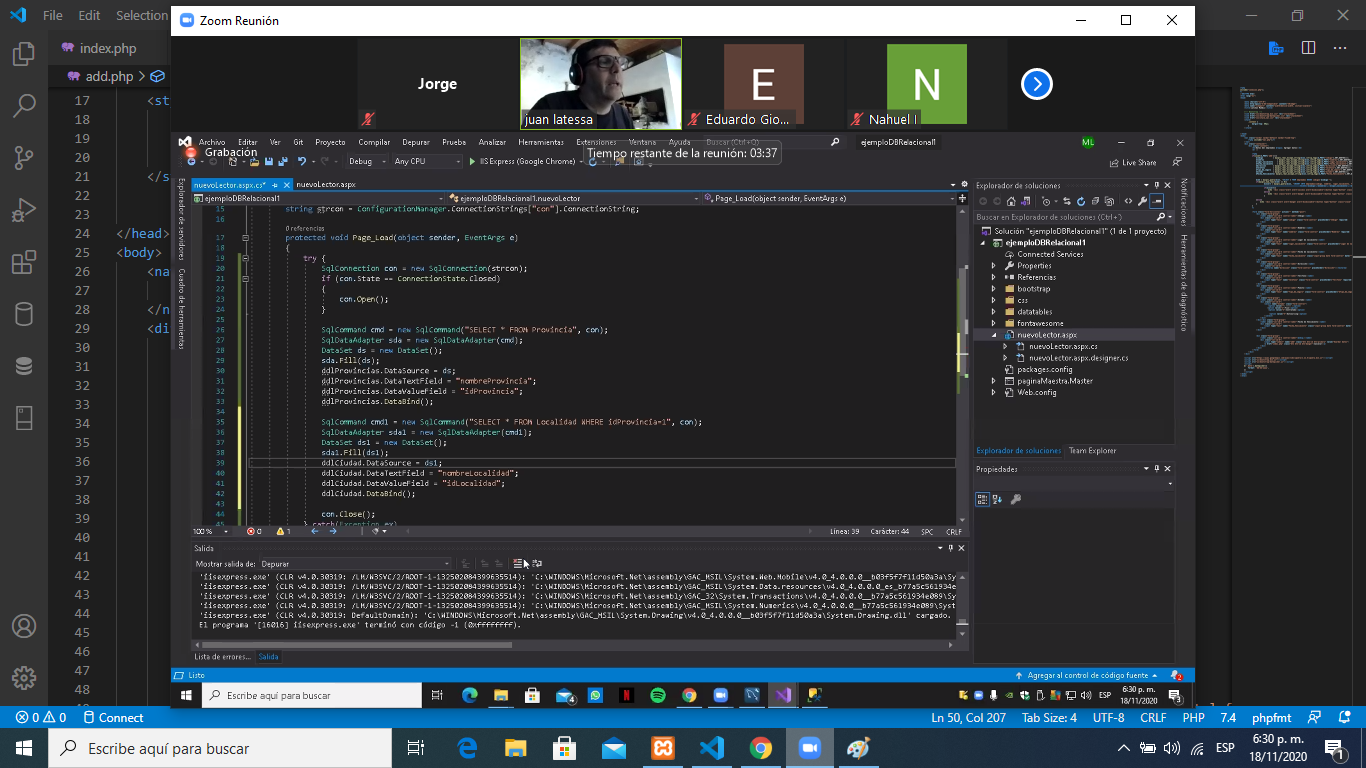 File Edit Selection
Zoom Reunión
index.php
add.php
Jorge
juan latessa
E
Eduardo Gio...
N
Nahuel I
Archivo Editar Ver Git Proyecto Compilar Depurar Prueba Analizar Herramientas Extensiones Ventana Ayuda Buscar (Ctrl+Q) ejemploDBRelacional1 ML
Grabación
Tiempo restante de la reunión: 03:37
Debug Any CPU IIS Express (Google Chrome) Live Share
Explorador de servidores
Cuadro de herramientas
nuevoLector.aspx.cs* nuevoLector.aspx
ejemploDBRelacional1 ejemploDBRelacional1.nuevoLector Page_Load(object sender, EventArgs e)
15 string strcon = ConfigurationManager.ConnectionStrings["con"].ConnectionString;
16
0 referencias
17 protected void Page_Load(object sender, EventArgs e)
18 {
19 try {
20 SqlConnection con = new SqlConnection(strcon);
21 if (con.State == ConnectionState.Closed)
22 {
23 con.Open();
24 }
25
26 SqlCommand cmd = new SqlCommand("SELECT * FROM Provincia", con);
27 SqlDataAdapter sda = new SqlDataAdapter(cmd);
28 DataSet ds = new DataSet();
29 sda.Fill(ds);
30 ddlProvincias.DataSource = ds;
31 ddlProvincias.DataTextField = "nombreProvincia";
32 ddlProvincias.DataValueField = "idProvincia";
33 ddlProvincias.DataBind();
34
35 SqlCommand cmd1 = new SqlCommand("SELECT * FROM Localidad WHERE idProvincia=1", con);
36 SqlDataAdapter sda1 = new SqlDataAdapter(cmd1);
37 DataSet ds1 = new DataSet();
38 sda1.Fill(ds1);
39 ddlCiudad.DataSource = ds1;
40 ddlCiudad.DataTextField = "nombreLocalidad";
41 ddlCiudad.DataValueField = "idLocalidad";
42 ddlCiudad.DataBind();
43
44 con.Close();
45 } catch(Exception ex)
100 % 0 1 Línea: 39 Carácter: 44 SPC CRLF
Explorador de soluciones
Buscar en Explorador de soluciones (Ctrl+')
Solución "ejemploDBRelacional1" (1 de 1 proyecto)
ejemploDBRelacional1
Connected Services
Properties
Referencias
bootstrap
css
datatables
fontawesome
nuevoLector.aspx
nuevoLector.aspx.cs
nuevoLector.aspx.designer.cs
packages.config
paginaMaestra.Master
Web.config
Explorador de soluciones Team Explorer
Propiedades
Notificaciones
Herramientas de diagnóstico
Salida
Mostrar salida de: Depurar
'iisexpress.exe' (CLR v4.0.30319: /LM/W3SVC/2/ROOT-1-132502084399635514): 'C:\WINDOWS\Microsoft.Net\assembly\GAC_MSIL\System.Web.Mobile\v4.0_4.0.0.0__b03f5f7f11d50a3a\Sy
'iisexpress.exe' (CLR v4.0.30319: /LM/W3SVC/2/ROOT-1-132502084399635514): 'C:\WINDOWS\Microsoft.Net\assembly\GAC_MSIL\System.Data.resources\v4.0_4.0.0.0_es_b77a5c561934e
'iisexpress.exe' (CLR v4.0.30319: /LM/W3SVC/2/ROOT-1-132502084399635514): 'C:\WINDOWS\Microsoft.Net\assembly\GAC_32\System.Transactions\v4.0_4.0.0.0__b77a5c561934e089\Sy
'iisexpress.exe' (CLR v4.0.30319: /LM/W3SVC/2/ROOT-1-132502084399635514): 'C:\WINDOWS\Microsoft.Net\assembly\GAC_MSIL\System.Numerics\v4.0_4.0.0.0__b77a5c561934e089\Syst
'iisexpress.exe' (CLR v4.0.30319: DefaultDomain): 'C:\WINDOWS\Microsoft.Net\assembly\GAC_MSIL\System.Drawing\v4.0_4.0.0.0__b03f5f7f11d50a3a\System.Drawing.dll' cargado.
El programa '[16016] iisexpress.exe' terminó con código -1 (0xffffffff).
Lista de errores... Salida
Listo Agregar al control de código fuente 2
Escribe aquí para buscar 4 ESP 6:30 p. m. 18/11/2020 3
17 <st
18
19
20
21 </s
22
23
24 </head>
25 <body>
26 <na
27
28 </n
29 <di
30
31
32
33
34
35
36
37
38
39
40
41
42
43
44
45
46
47
48
0 0 Connect Ln 50, Col 207 Tab Size: 4 UTF-8 CRLF PHP 7.4 phpfmt
Escribe aquí para buscar ESP 6:30 p. m. 18/11/2020 1